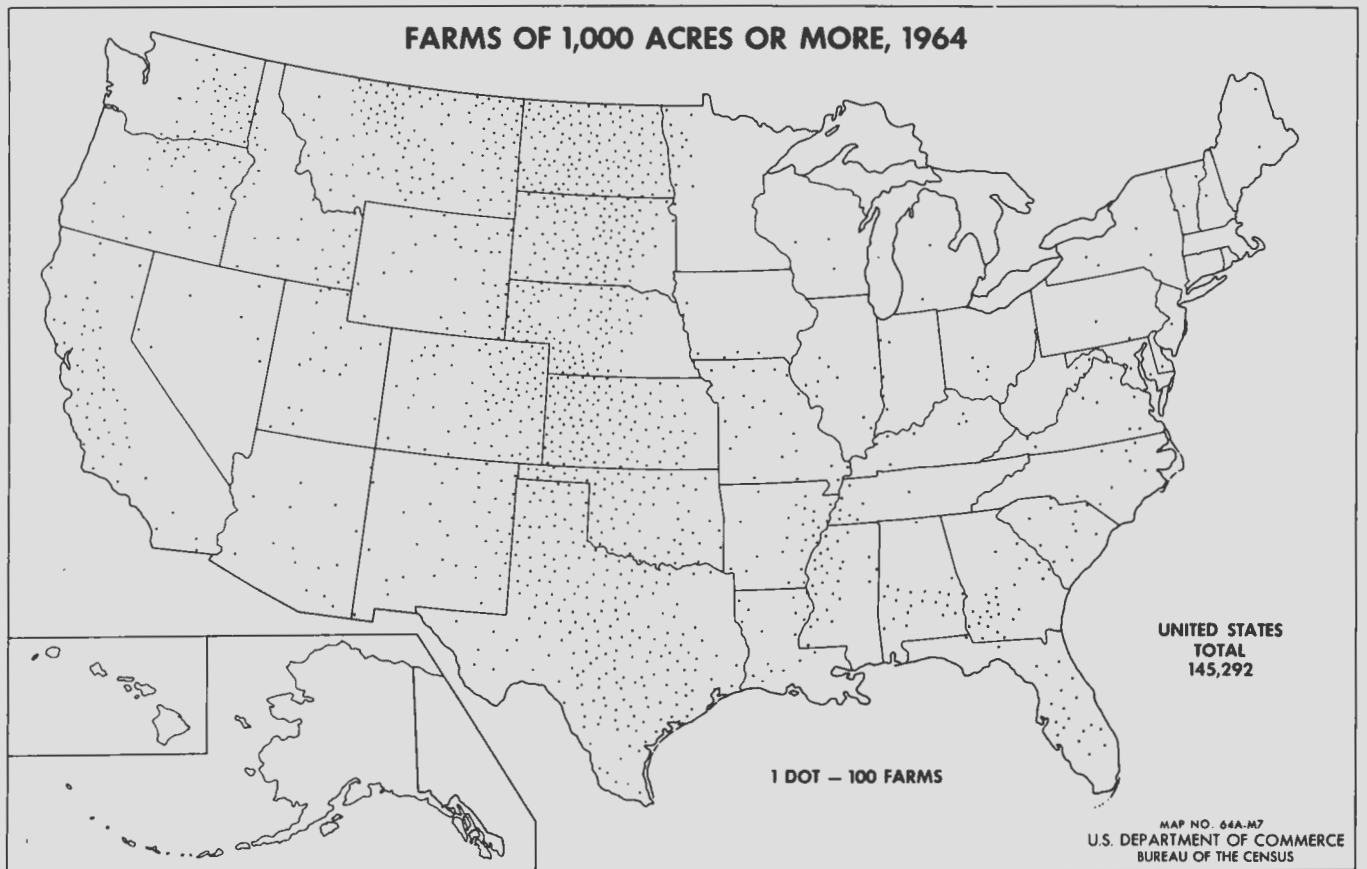 FARMS OF 1,000 ACRES OR MORE, 1964
UNITED STATES
TOTAL
145,292
1 DOT — 100 FARMS
MAP NO. 64A-M7
U.S. DEPARTMENT OF COMMERCE
BUREAU OF THE CENSUS